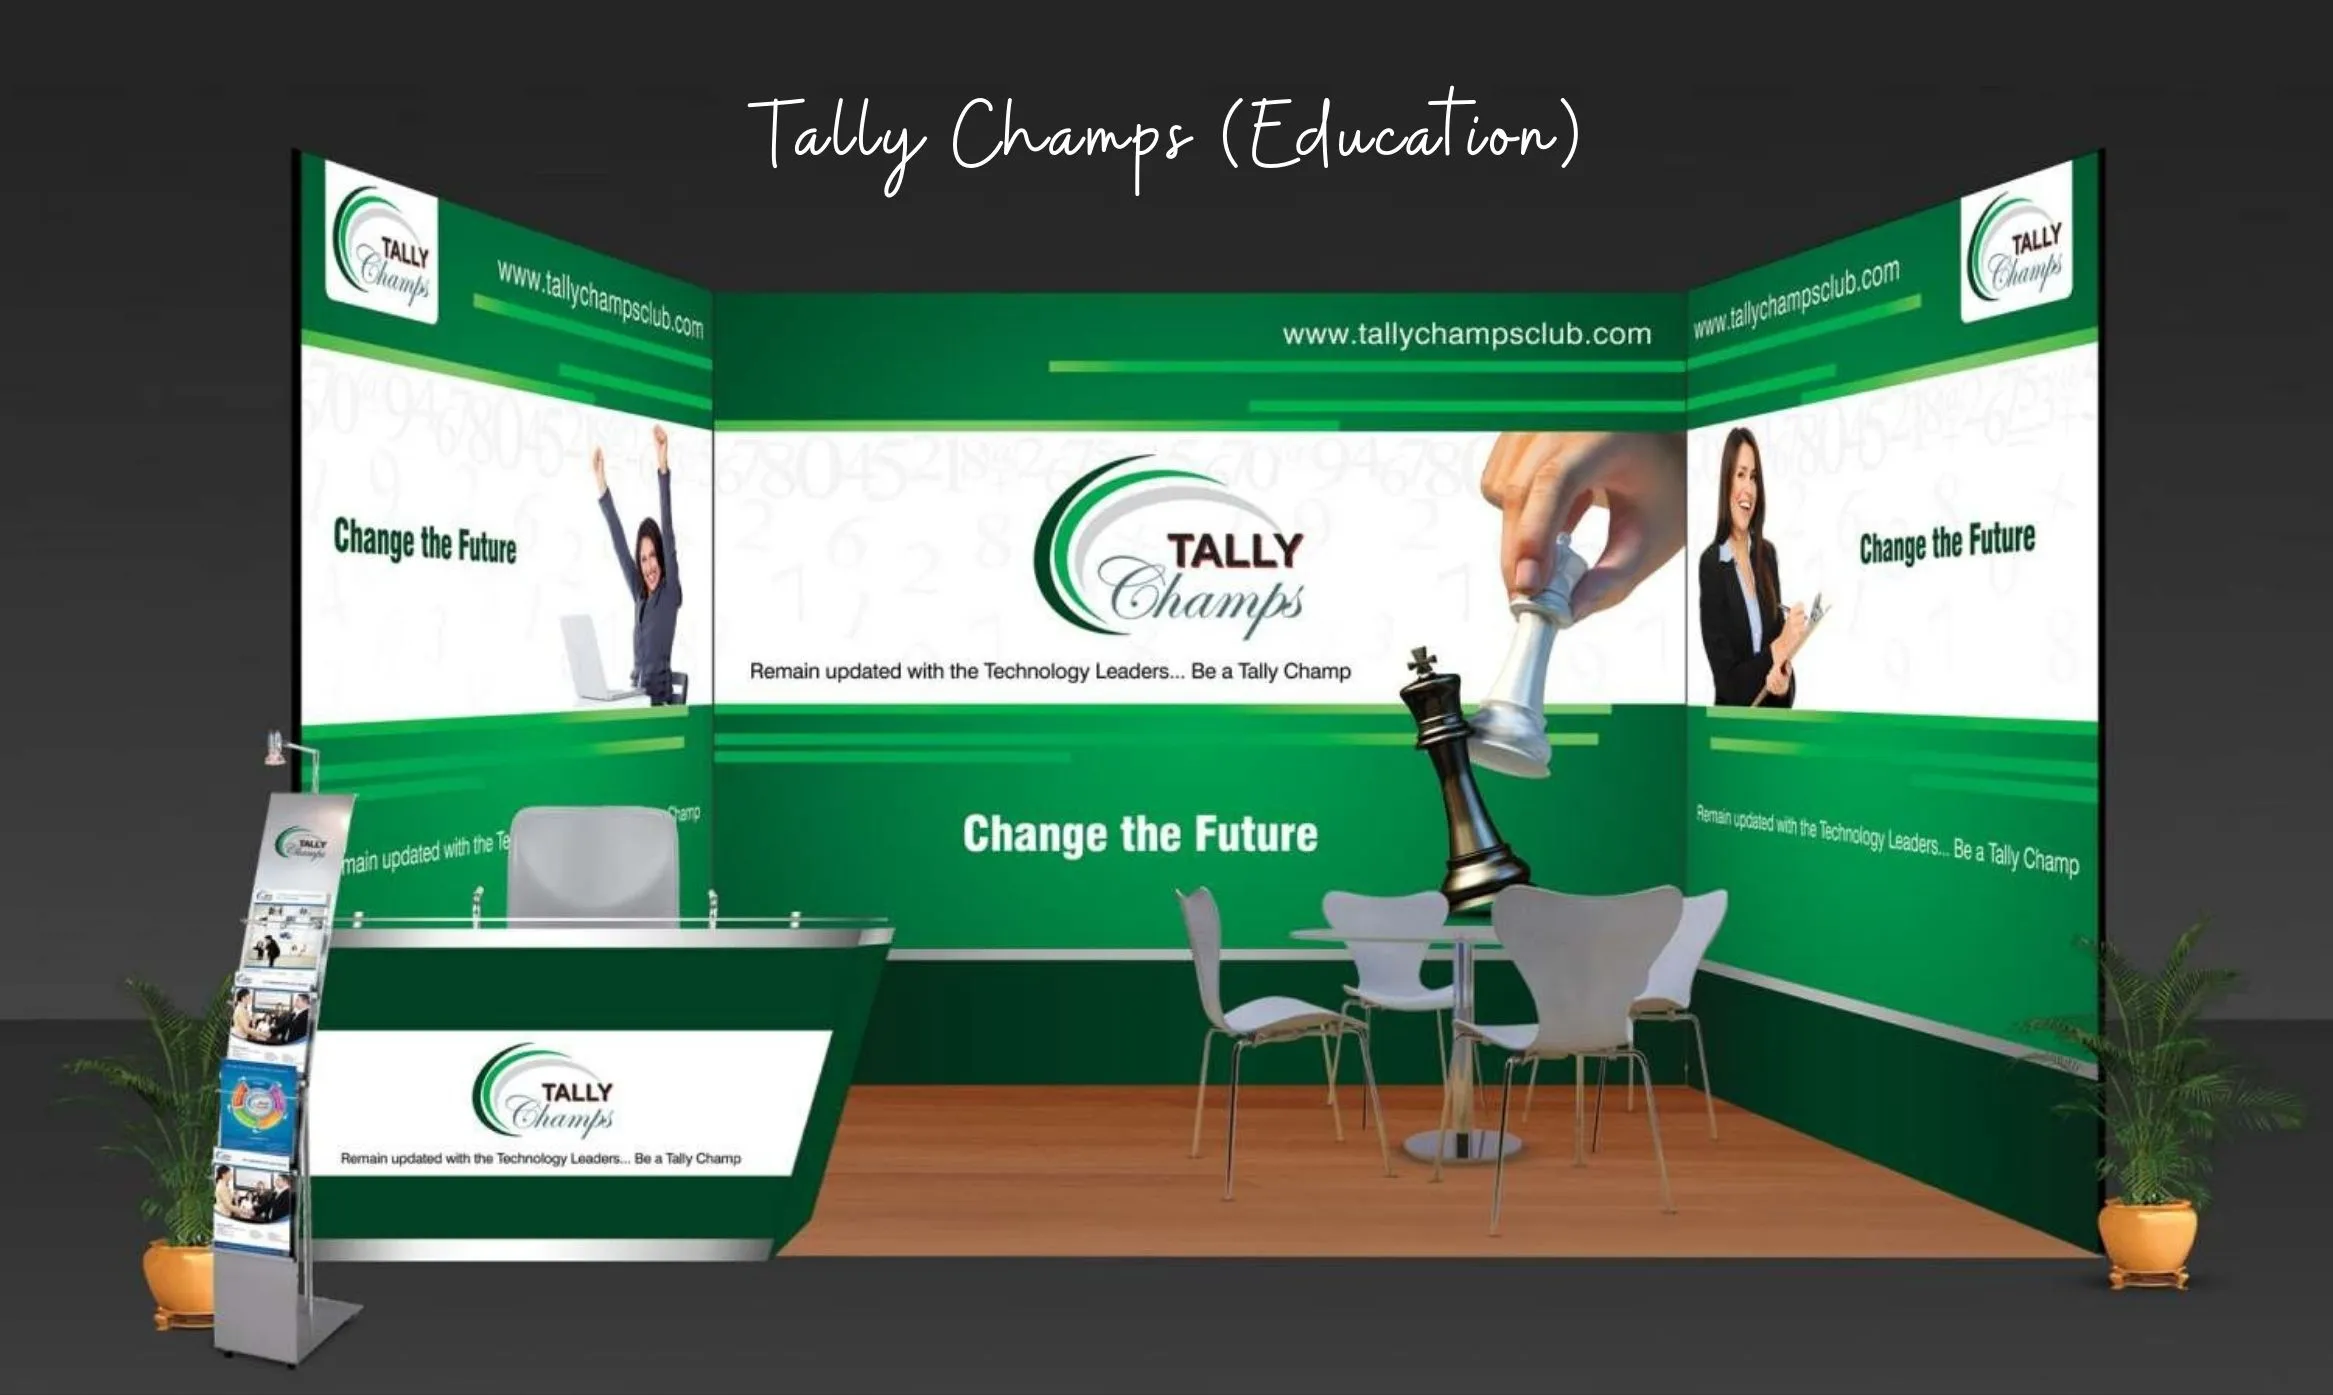 Tally Champs (Education)
TALLY
Champs
www.tallychampsclub.com
Change the Future
main updated with the Te
Champ
www.tallychampsclub.com
TALLY
Champs
Remain updated with the Technology Leaders... Be a Tally Champ
Change the Future
TALLY
Champs
www.tallychampsclub.com
Change the Future
Remain updated with the Technology Leaders... Be a Tally Champ
TALLY
Champs
TALLY
Champs
Remain updated with the Technology Leaders... Be a Tally Champ